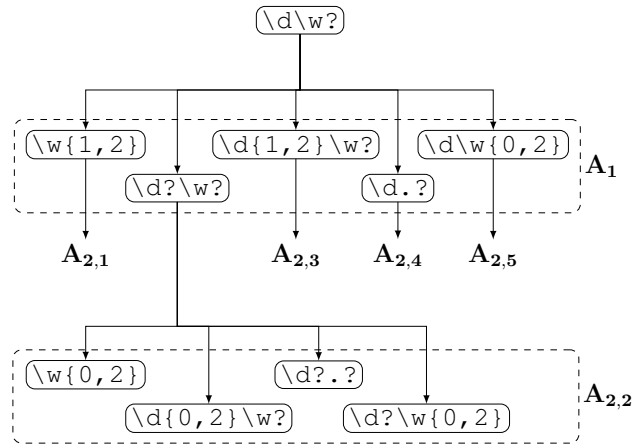 \d\w?
\w{1,2} \d{1,2}\w? \d\w{0,2}
A1
\d?\w? \d.?
A2,1 A2,3 A2,4 A2,5
\w{0,2} \d?.?
A2,2
\d{0,2}\w? \d?\w{0,2}